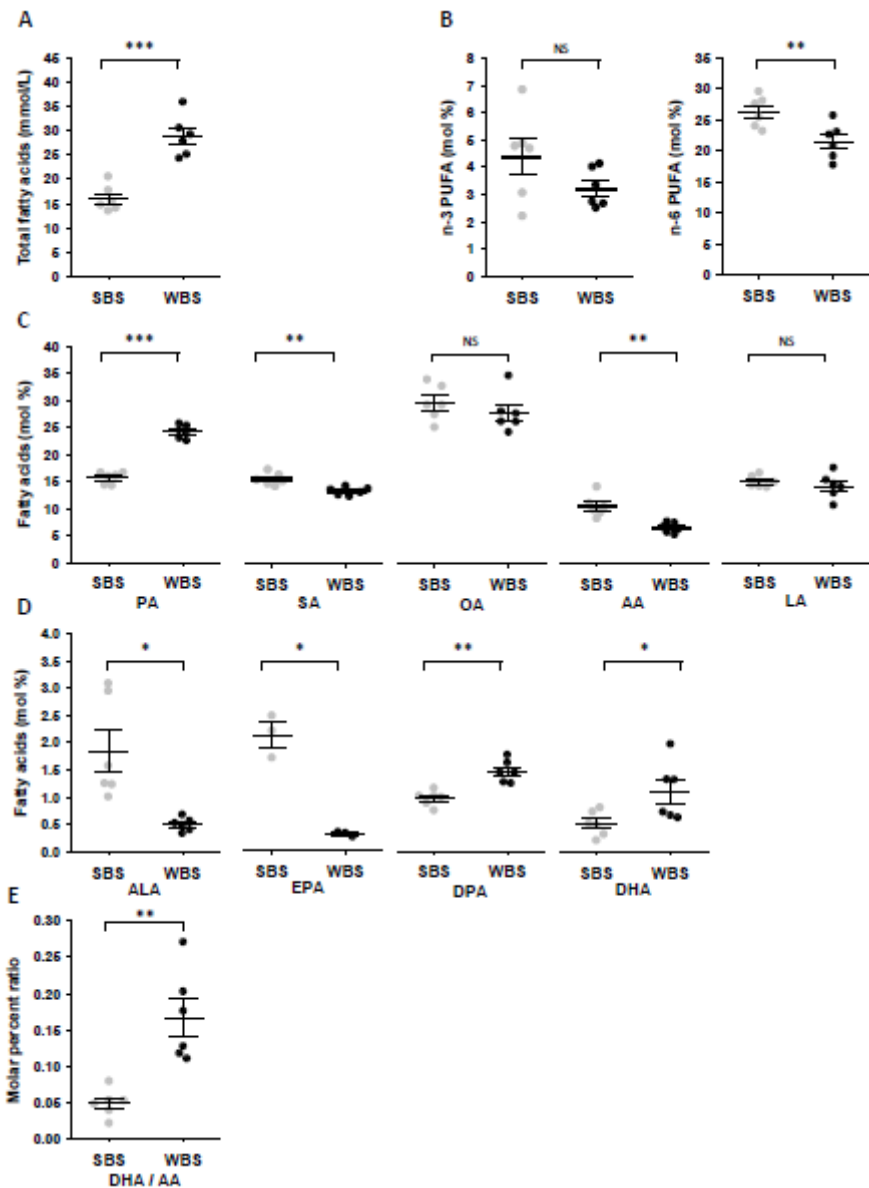 A
***
Total fatty acids (mmol/L)
45
40
35
30
25
20
15
10
5
0
SBS WBS
B
NS
n-3 PUFA (mol %)
8
7
6
5
4
3
2
1
0
SBS WBS
**
n-6 PUFA (mol %)
35
30
25
20
15
10
5
0
SBS WBS
C
*** ** NS ** NS
Fatty acids (mol %)
40
35
30
25
20
15
10
5
0
SBS WBS SBS WBS SBS WBS SBS WBS SBS WBS
PA SA OA AA LA
D
* * ** *
Fatty acids (mol %)
4.0
3.5
3.0
2.5
2.0
1.5
1.0
0.5
0.0
SBS WBS SBS WBS SBS WBS SBS WBS
ALA EPA DPA DHA
E
**
Molar percent ratio
0.30
0.25
0.20
0.15
0.10
0.05
0.00
SBS WBS
DHA / AA